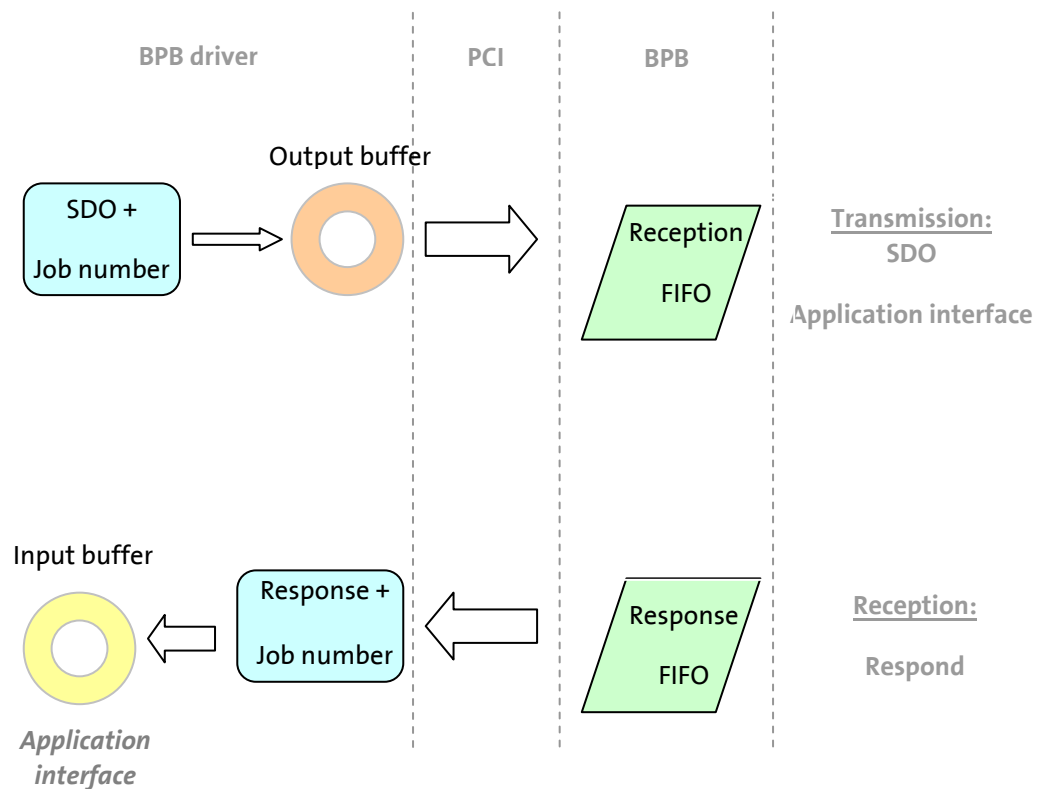 BPB driver
PCI
BPB
Output buffer
SDO +
Job number
Reception
FIFO
Transmission:
SDO
Application interface
Input buffer
Response +
Job number
Response
FIFO
Reception:
Respond
Application
interface